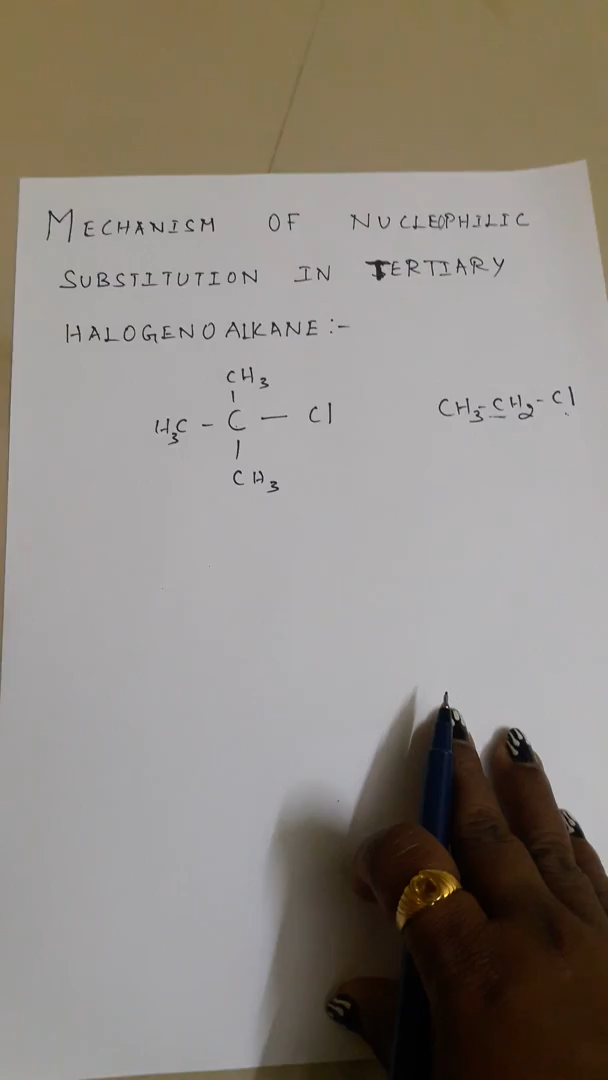 MECHANISM OF NUCLEOPHILIC
SUBSTITUTION IN TERTIARY
HALOGENOALKANE :-
CH3
H3C - C - Cl
CH3
CH3-CH2-Cl